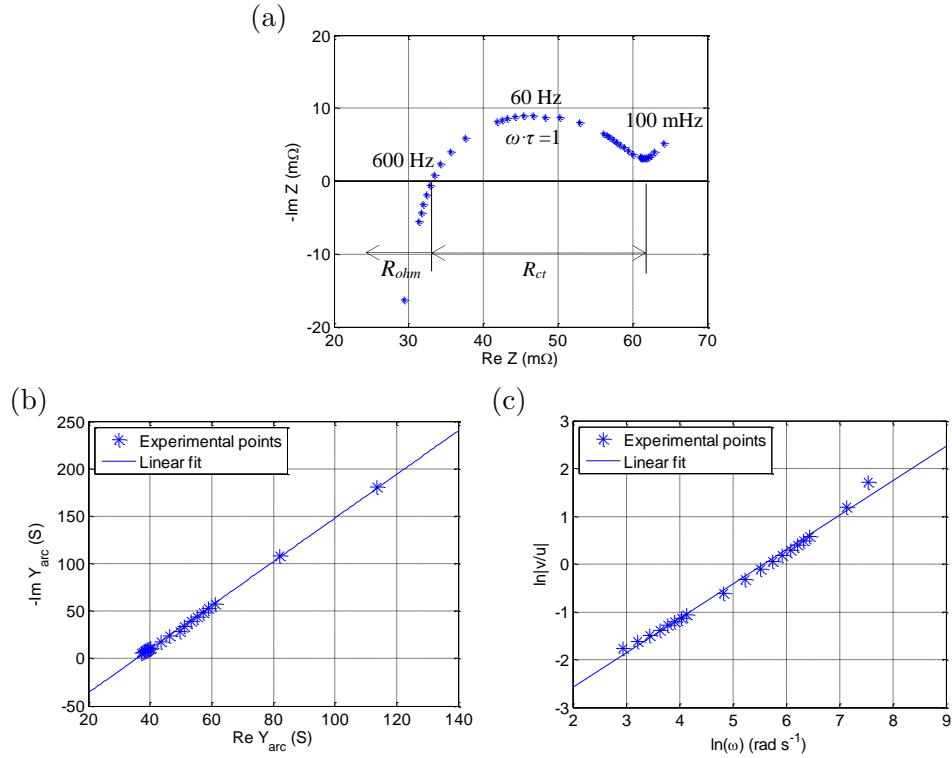 (a)
20
10
0
-10
-20
-Im Z (mΩ)
60 Hz
ω·τ=1
100 mHz
600 Hz
R_ohm
R_ct
20 30 40 50 60 70
Re Z (mΩ)
(b)
250
200
150
100
50
0
-50
-Im Y_arc (S)
Experimental points
Linear fit
20 40 60 80 100 120 140
Re Y_arc (S)
(c)
3
2
1
0
-1
-2
-3
ln|v/u|
Experimental points
Linear fit
2 3 4 5 6 7 8 9
ln(ω) (rad s⁻¹)